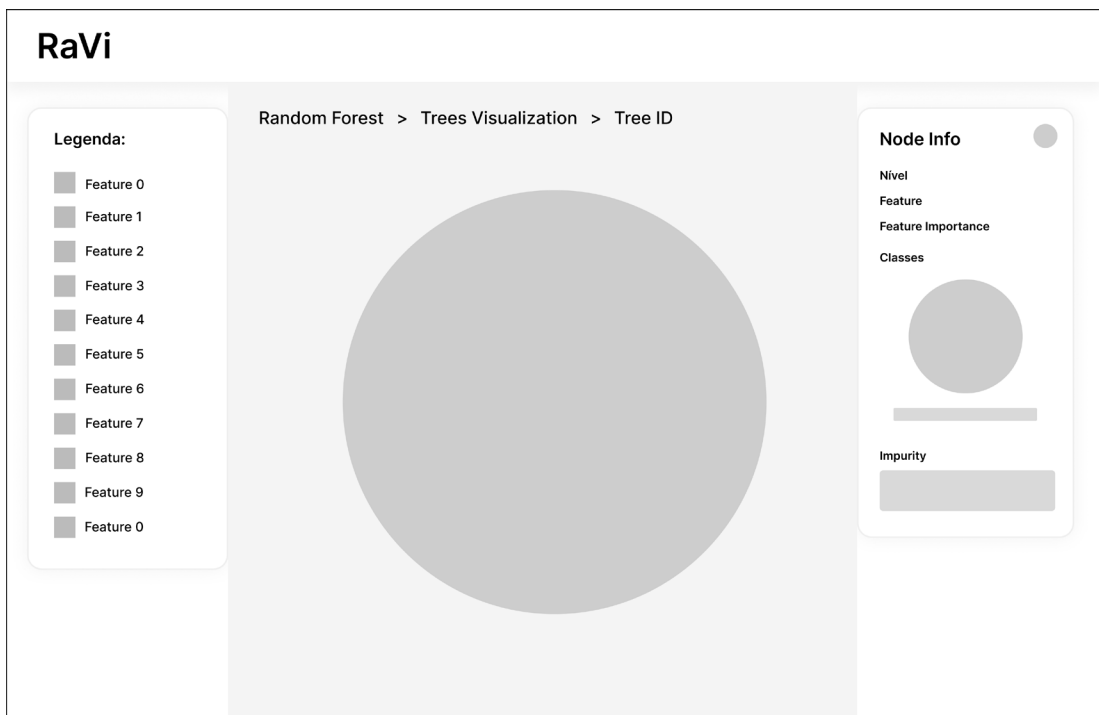 RaVi
Legenda:
Feature 0
Feature 1
Feature 2
Feature 3
Feature 4
Feature 5
Feature 6
Feature 7
Feature 8
Feature 9
Feature 0
Random Forest > Trees Visualization > Tree ID
Node Info
Nível
Feature
Feature Importance
Classes
Impurity